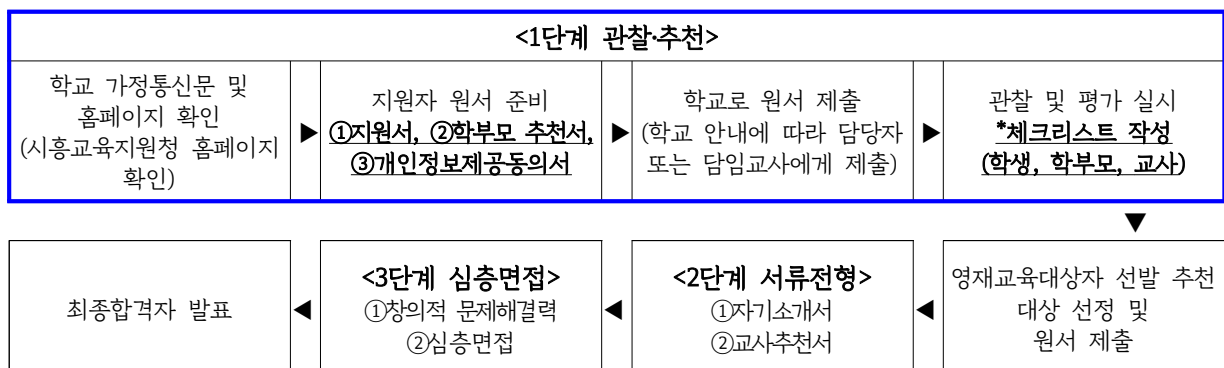 <1단계 관찰·추천>
학교 가정통신문 및
홈페이지 확인
(시흥교육지원청 홈페이지
확인)
▶
지원자 원서 준비
①지원서, ②학부모 추천서,
③개인정보제공동의서
▶
학교로 원서 제출
(학교 안내에 따라 담당자
또는 담임교사에게 제출)
▶
관찰 및 평가 실시
*체크리스트 작성
(학생, 학부모, 교사)
▼
영재교육대상자 선발 추천
대상 선정 및
원서 제출
◀
<2단계 서류전형>
①자기소개서
②교사추천서
◀
<3단계 심층면접>
①창의적 문제해결력
②심층면접
◀
최종합격자 발표